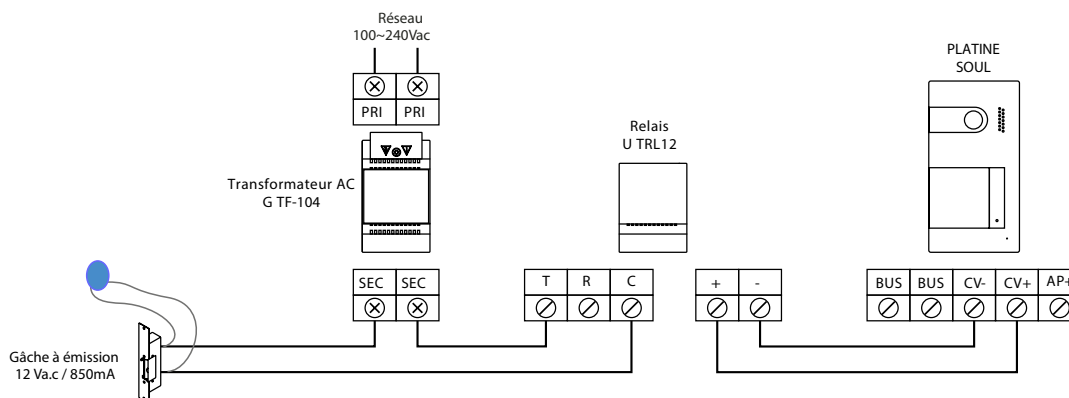 Réseau
100~240Vac
PRI PRI
Transformateur AC
G TF-104
Relais
U TRL12
PLATINE
SOUL
SEC SEC T R C + - BUS BUS CV- CV+ AP+
Gâche à émission
12 Va.c / 850mA